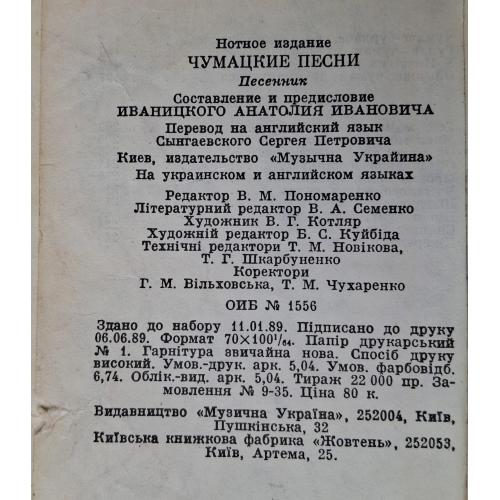 Нотное издание
ЧУМАЦКИЕ ПЕСНИ
Песенник
Составление и предисловие
ИВАНИЦКОГО АНАТОЛИЯ ИВАНОВИЧА
Перевод на английский язык
Сынгаевского Сергея Петровича
Киев, издательство «Музычна Украйина»
На украинском и английском языках
Редактор В. М. Пономаренко
Літературний редактор В. А. Семенко
Художник В. Г. Котляр
Художній редактор Б. С. Куйбіда
Технічні редактори Т. М. Новікова,
Т. Г. Шкарбуненко
Коректори
Г. М. Вільховська, Т. М. Чухаренко
ОИБ № 1556
Здано до набору 11.01.89. Підписано до друку
06.06.89. Формат 70×100¹/₆₄. Папір друкарський
№ 1. Гарнітура звичайна нова. Спосіб друку
високий. Умов.-друк. арк. 5,04. Умов. фарбовідб.
6,74. Облік.-вид. арк. 5,04. Тираж 22 000 пр. За-
мовлення № 9-35. Ціна 80 к.
Видавництво «Музична Україна», 252004, Київ,
Пушкінська, 32
Київська книжкова фабрика «Жовтень», 252053,
Київ, Артема, 25.